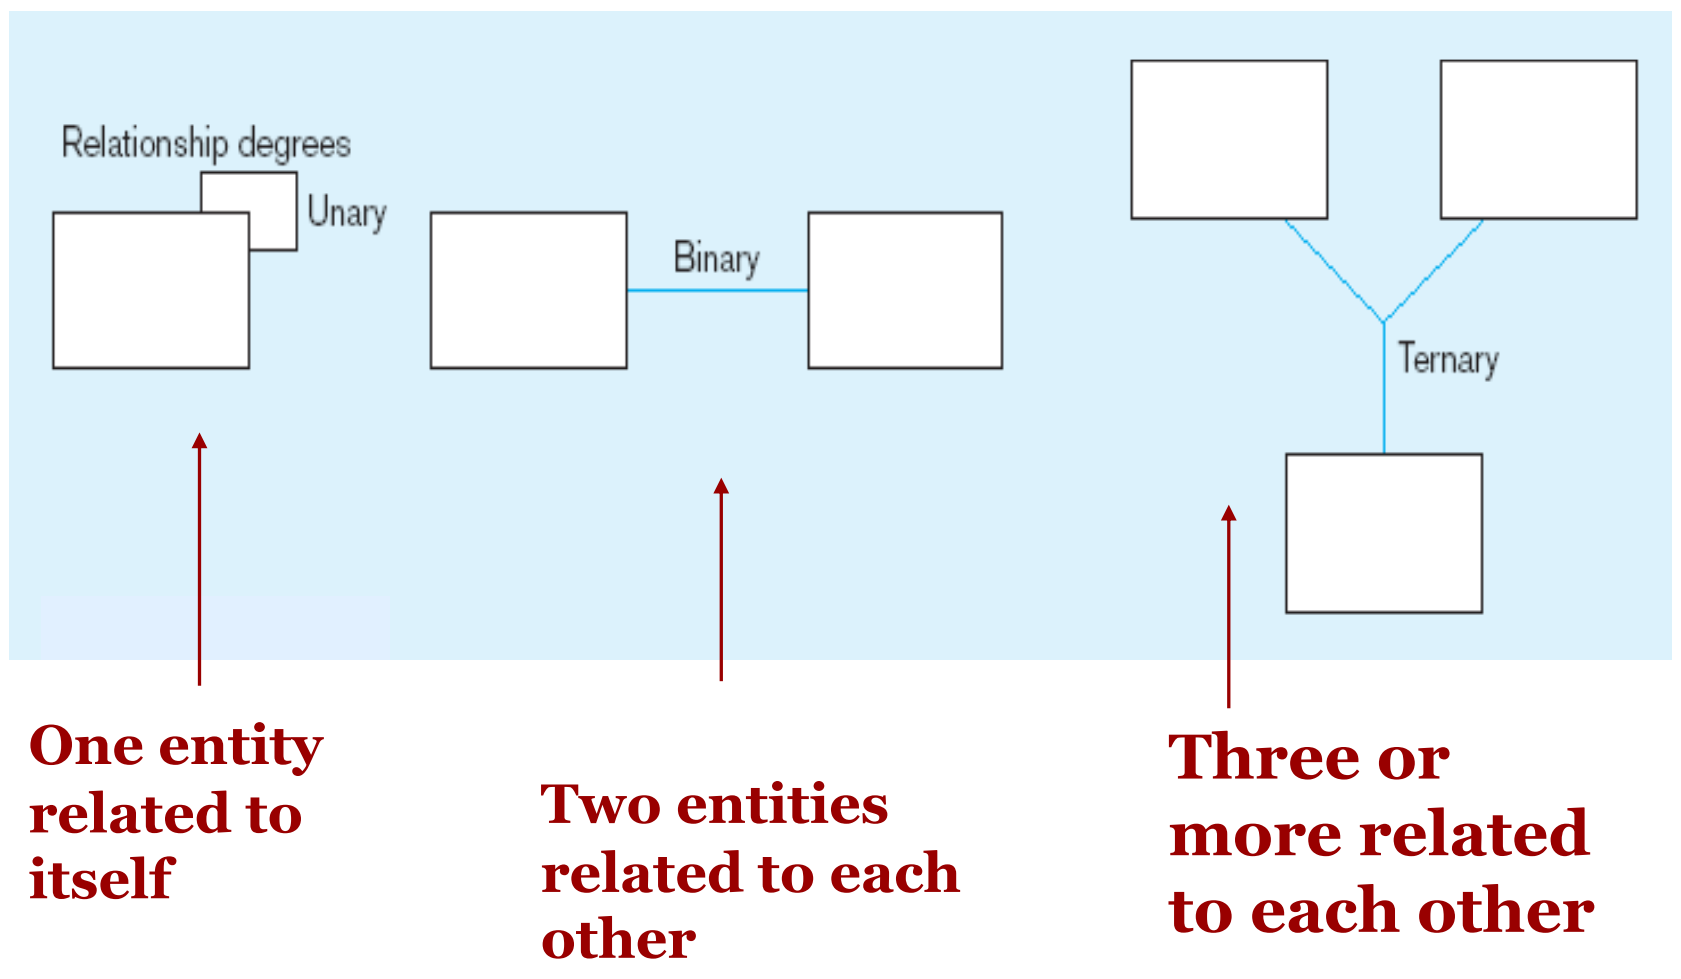 Relationship degrees
Unary
Binary
Ternary
One entity
related to
itself
Two entities
related to each
other
Three or
more related
to each other